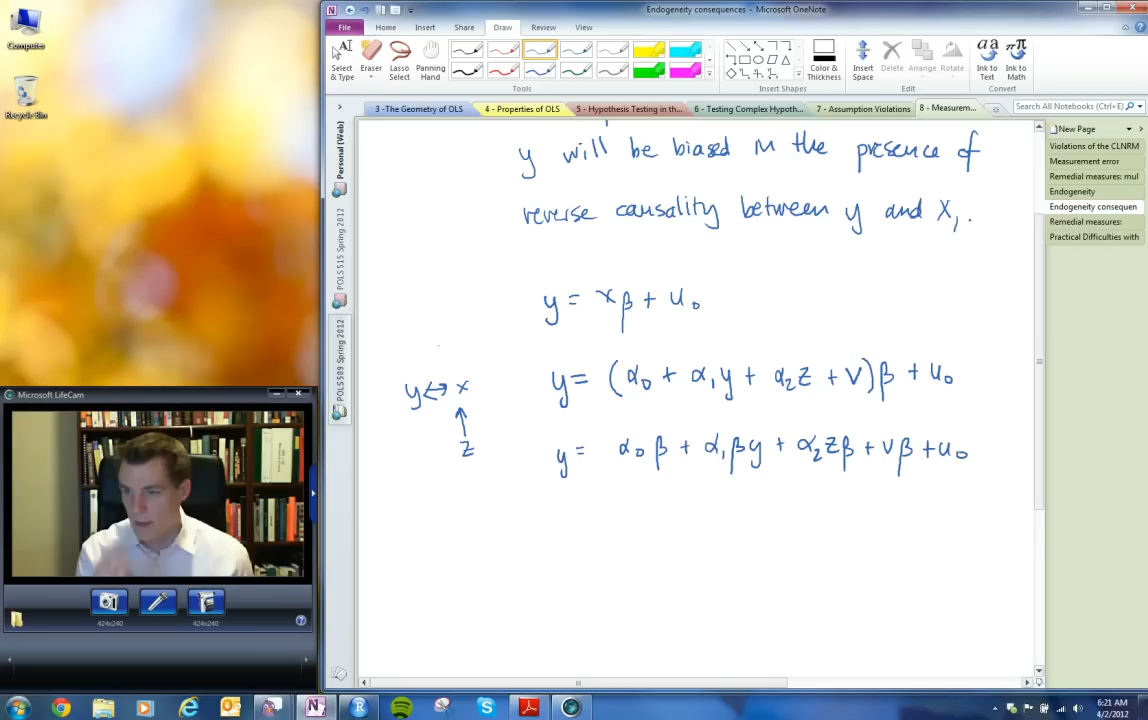 Endogeneity consequences - Microsoft OneNote
Computer
Recycle Bin
File Home Insert Share Draw Review View
Select & Type
Eraser
Lasso Select
Panning Hand
Color & Thickness
Insert Space
Delete
Arrange
Rotate
Ink to Text
Ink to Math
Tools
Insert Shapes
Edit
Convert
3 -The Geometry of OLS
4 - Properties of OLS
5 - Hypothesis Testing in th...
6 - Testing Complex Hypoth...
7 - Assumption Violations
8 - Measurem...
Search All Notebooks (Ctrl+E)
Personal (Web)
POLS 515 Spring 2012
POLS 509 Spring 2012
New Page
Violations of the CLNRM
Measurement error
Remedial measures: mul
Endogeneity
Endogeneity consequen
Remedial measures:
Practical Difficulties with
y will be biased in the presence of
reverse causality between y and X₁.
y = xβ + u₀
y = (α₀ + α₁y + α₂z + v)β + u₀
y ↔ x
z
y = α₀β + α₁βy + α₂zβ + vβ + u₀
Microsoft LifeCam
424x240
424x240
424x240
6:21 AM
4/2/2012